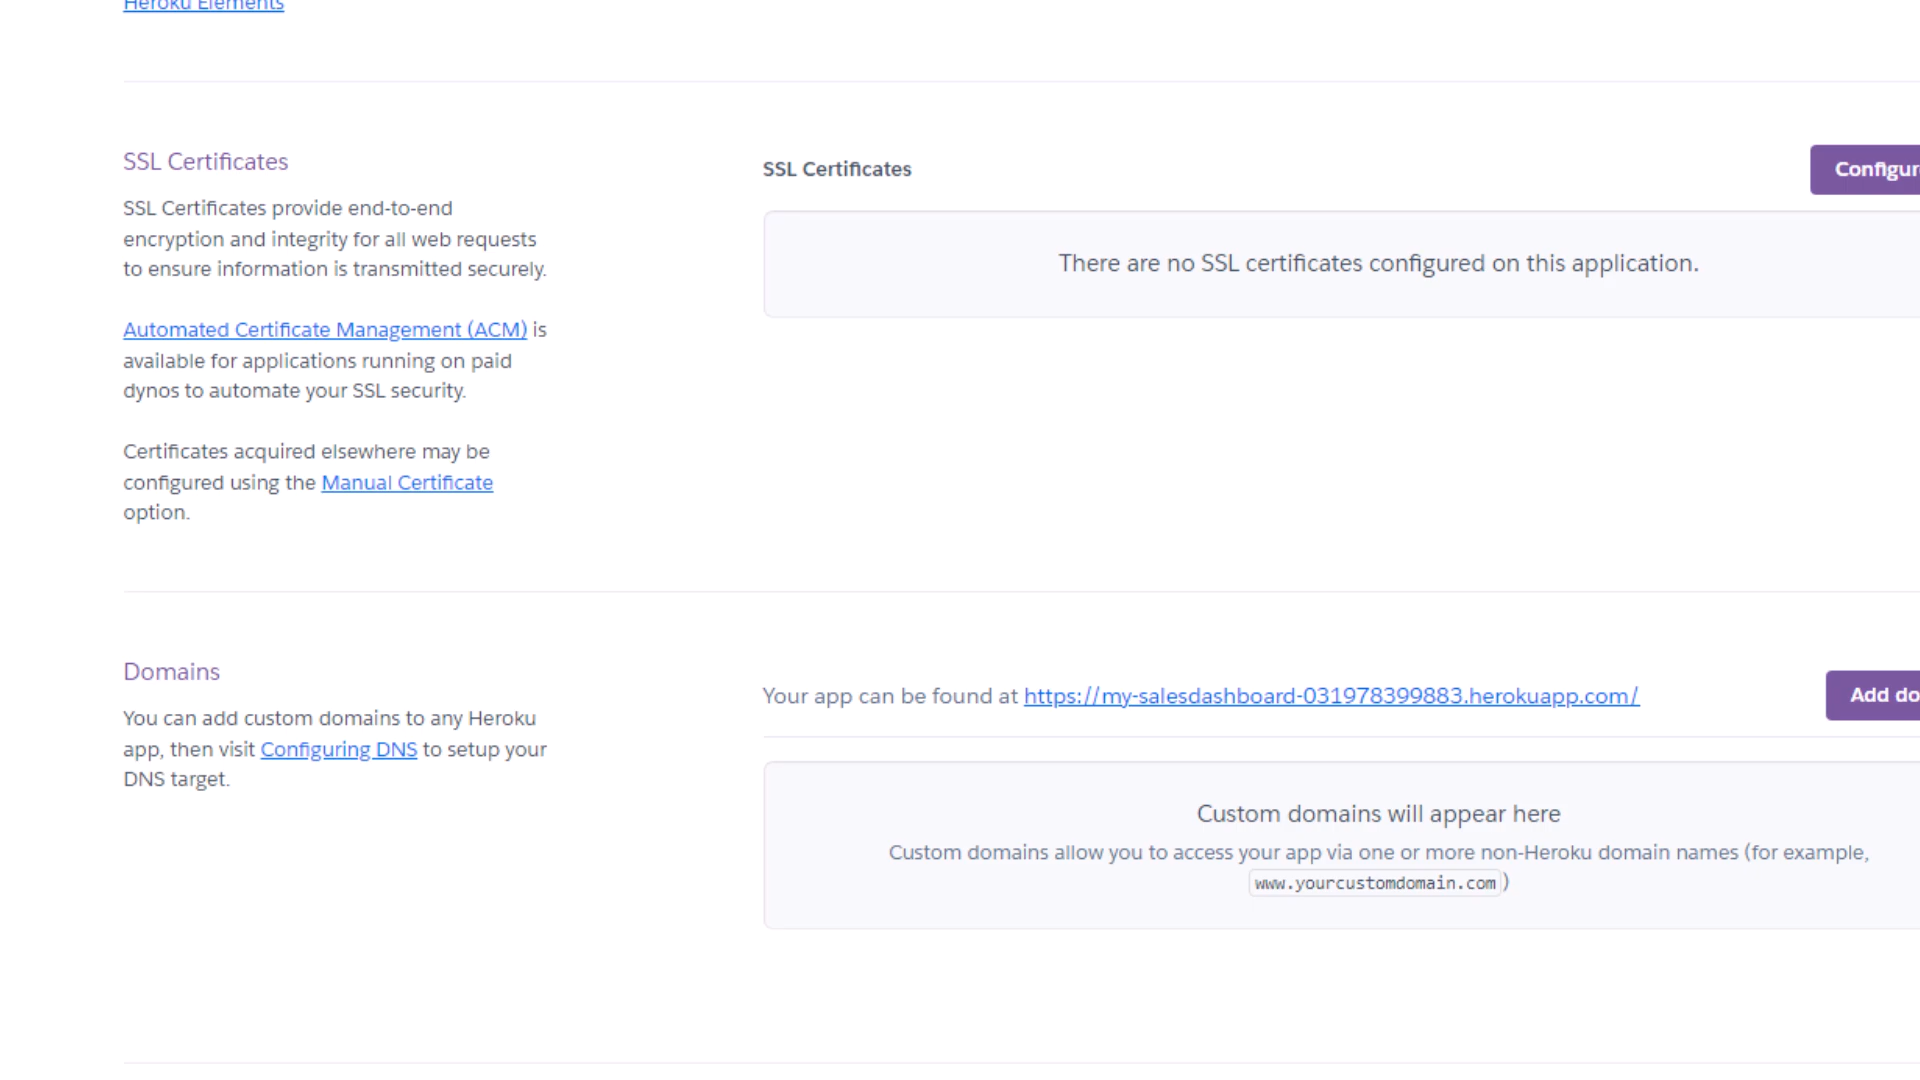 Heroku Elements
SSL Certificates
SSL Certificates provide end-to-end
encryption and integrity for all web requests
to ensure information is transmitted securely.
Automated Certificate Management (ACM) is
available for applications running on paid
dynos to automate your SSL security.
Certificates acquired elsewhere may be
configured using the Manual Certificate
option.
SSL Certificates
Configur
There are no SSL certificates configured on this application.
Domains
You can add custom domains to any Heroku
app, then visit Configuring DNS to setup your
DNS target.
Your app can be found at https://my-salesdashboard-031978399883.herokuapp.com/
Add do
Custom domains will appear here
Custom domains allow you to access your app via one or more non-Heroku domain names (for example,
www.yourcustomdomain.com)